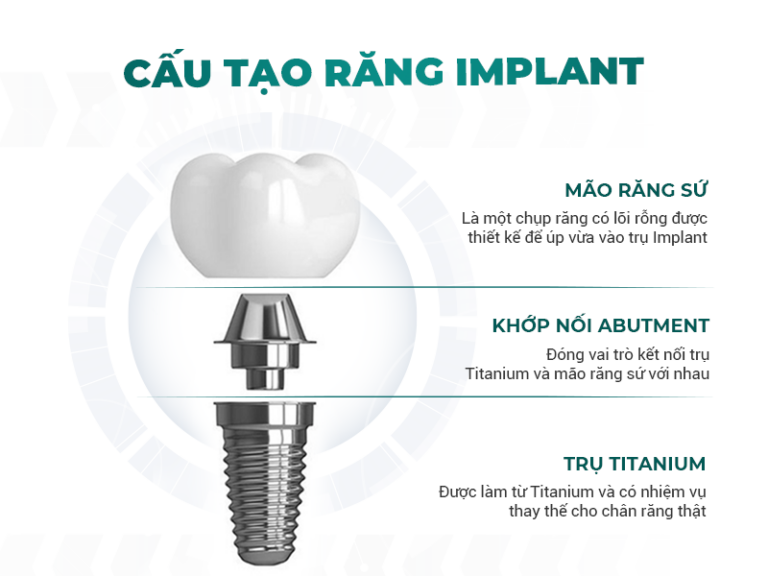 CẤU TẠO RĂNG IMPLANT
MÃO RĂNG SỨ
Là một chụp răng có lõi rỗng được
thiết kế để úp vừa vào trụ Implant
KHỚP NỐI ABUTMENT
Đóng vai trò kết nối trụ
Titanium và mão răng sứ với nhau
TRỤ TITANIUM
Được làm từ Titanium và có nhiệm vụ
thay thế cho chân răng thật